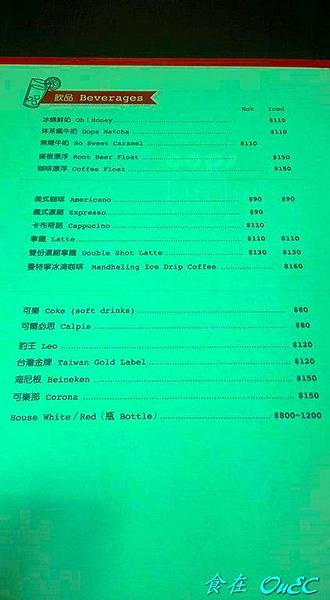 飲品 Beverages
Hot Iced
冰蜂鮮奶 Oh!Honey $110
抹茶瘋牛奶 Oops Matcha $110
焦糖牛奶 So Sweet Caramel $110
麥根漂浮 Root Beer Float $150
咖啡漂浮 Coffee Float $150
美式咖啡 Americano $90 $90
義式濃縮 Espresso $90
卡布奇諾 Cappucino $110
拿鐵 Latte $110 $110
雙份濃縮拿鐵 Double Shot Latte $130 $130
曼特寧冰滴咖啡 Mandheling Ice Drip Coffee $160
可樂 Coke (soft drinks) $80
可爾必思 Calpis $80
豹王 Leo $120
台灣金牌 Taiwan Gold Label $120
海尼根 Heineken $150
可樂那 Corona $150
House White/Red(瓶 Bottle) $800~1200
食在 OuEC